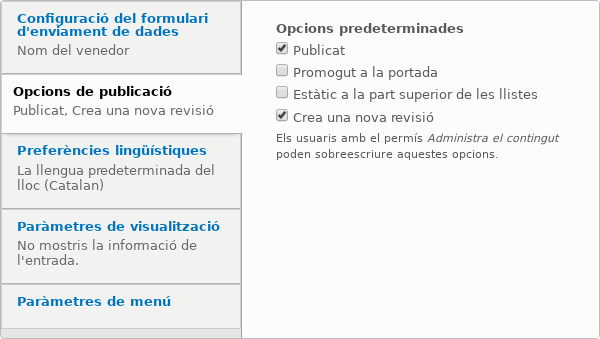 Configuració del formulari
d'enviament de dades
Nom del venedor
Opcions de publicació
Publicat, Crea una nova revisió
Preferències lingüístiques
La llengua predeterminada del
lloc (Catalan)
Paràmetres de visualització
No mostris la informació de
l'entrada.
Paràmetres de menú
Opcions predeterminades
Publicat
Promogut a la portada
Estàtic a la part superior de les llistes
Crea una nova revisió
Els usuaris amb el permís Administra el contingut
poden sobreescriure aquestes opcions.